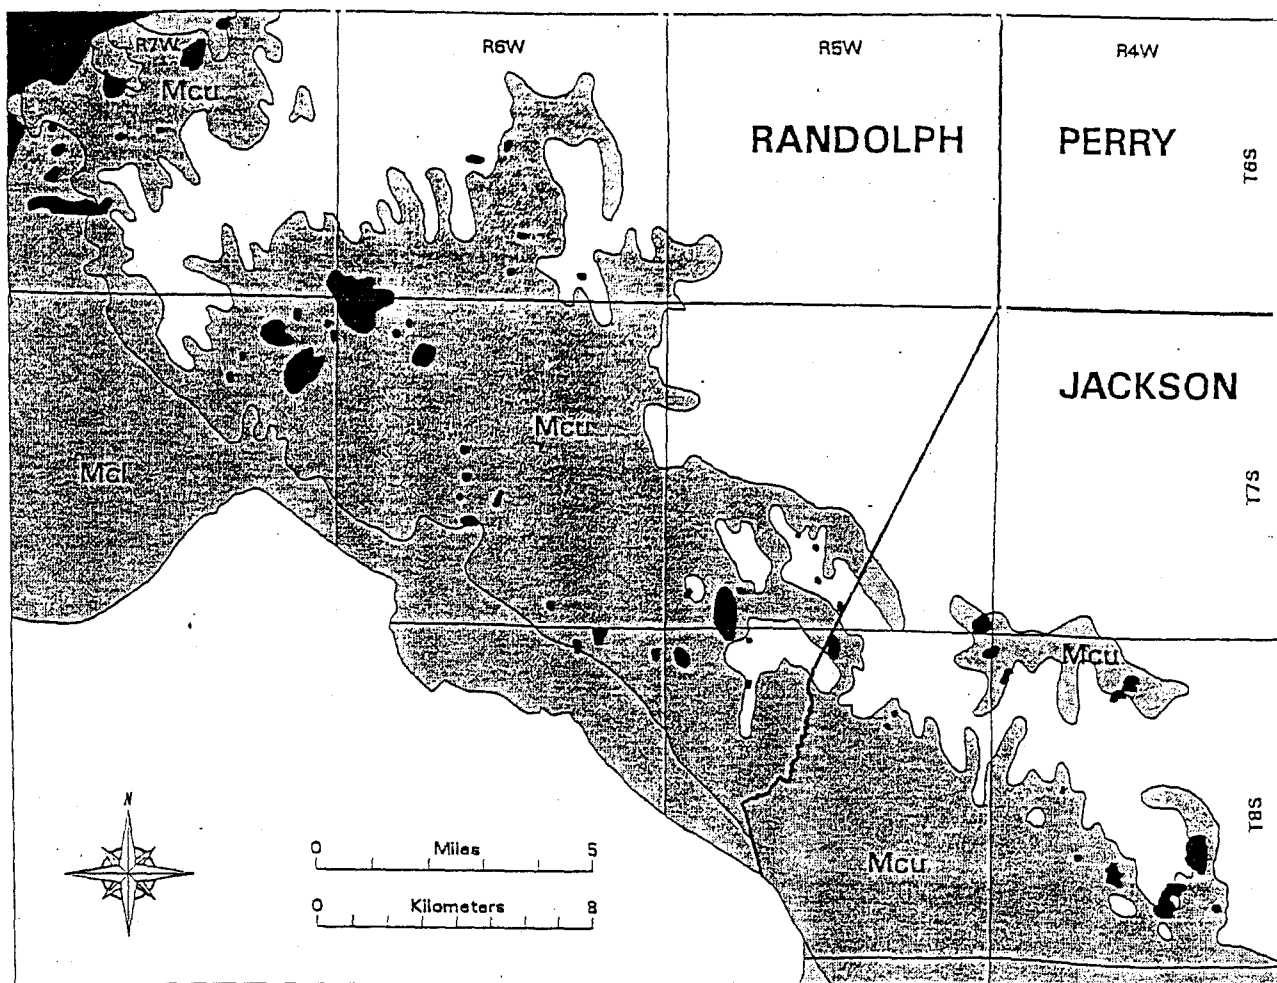 R7W
R6W
R5W
R4W
Mcu
RANDOLPH
PERRY
T6S
JACKSON
Mcu
Mcl
T7S
Mcu
N
T8S
0 Miles 5
Mcu
0 Kilometers 8